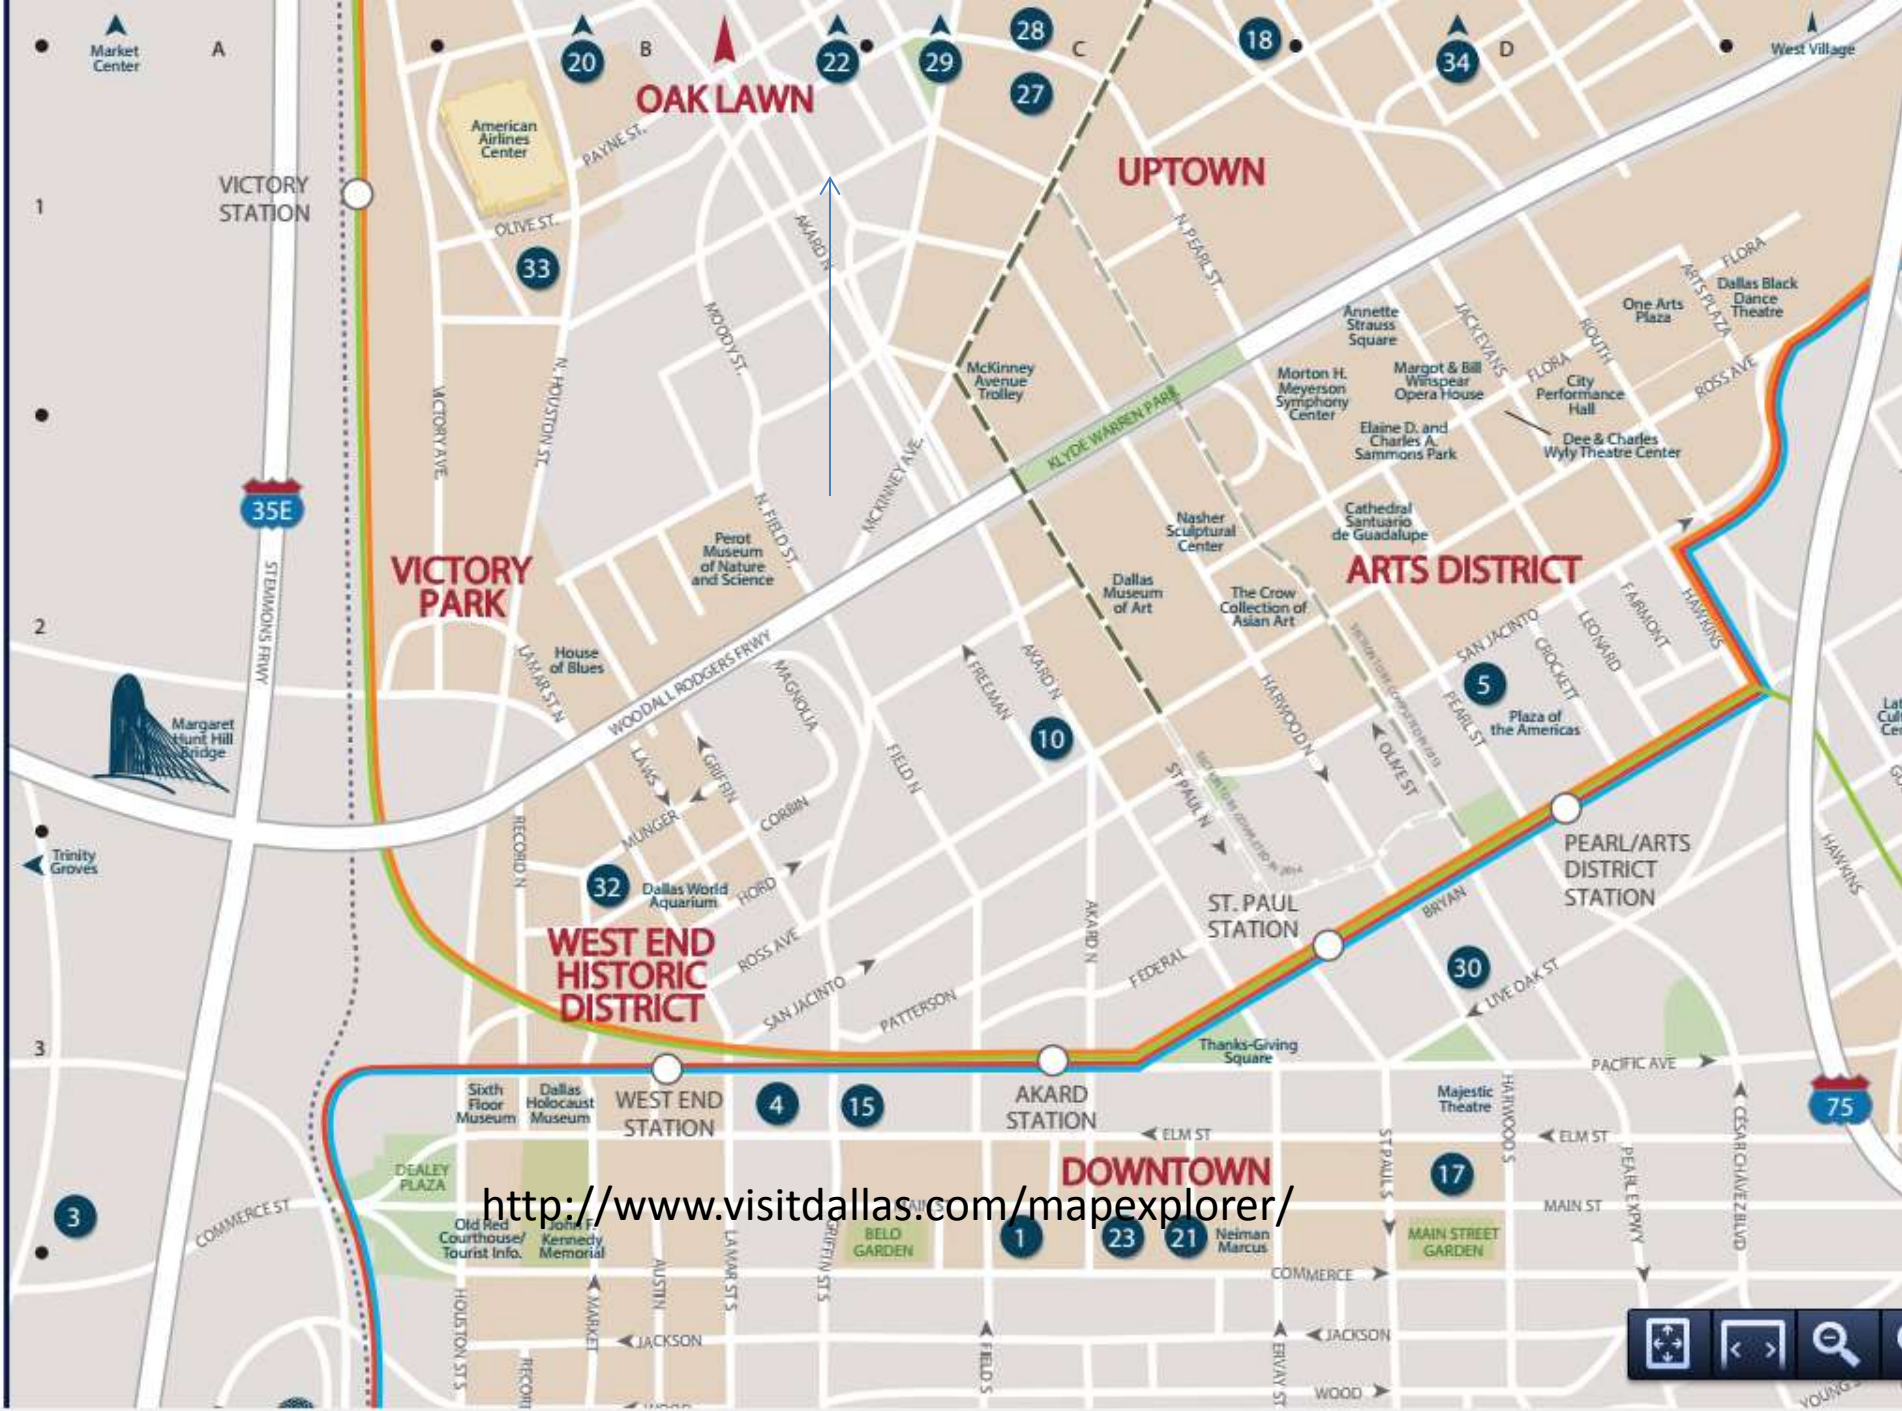 Market
Center
A
20
B
22
29
28
27
C
18
34
D
West Village
OAK LAWN
American
Airlines
Center
PAYNE ST.
UPTOWN
VICTORY
STATION
1
OLIVE ST.
33
AKARD N
N. PEARL ST.
FLORA
ARTS PLAZA
Dallas Black
Dance
Theatre
One Arts
Plaza
Annette
Strauss
Square
JACK EVANS
ROUTH
MOODY ST.
McKinney
Avenue
Trolley
N. HOUSTON ST.
VICTORY AVE.
Morton H.
Meyerson
Symphony
Center
Margot & Bill
Winspear
Opera House
FLORA
City
Performance
Hall
ROSS AVE
KLYDE WARREN PARK
Elaine D. and
Charles A.
Sammons Park
Dee & Charles
Wyly Theatre Center
MCKINNEY AVE.
35E
N. FIELD ST.
Nasher
Sculptural
Center
Cathedral
Santuario
de Guadalupe
Perot
Museum
of Nature
and Science
VICTORY
PARK
ARTS DISTRICT
Dallas
Museum
of Art
The Crow
Collection of
Asian Art
STEMMONS FRWY
2
FAIRMONT
HAWKINS
LEONARD
SAN JACINTO
CROCKETT
House
of Blues
LAMAR ST N
WOODALL RODGERS FRWY
MAGNOLIA
FREEMAN
AKARD N
10
HARWOOD N
5
PEARL ST
Plaza of
the Americas
OLIVE ST
Margaret
Hunt Hill
Bridge
LAWS
GRIFFIN
FIELD N
ST PAUL N
MUNGER
CORBIN
RECORD N
Trinity
Groves
32
Dallas World
Aquarium
HORD
PEARL/ARTS
DISTRICT
STATION
HAWKINS
ST. PAUL
STATION
BRYAN
AKARD N
WEST END
HISTORIC
DISTRICT
ROSS AVE
SAN JACINTO
PATTERSON
FEDERAL
30
LIVE OAK ST
3
Thanks-Giving
Square
PACIFIC AVE
Sixth
Floor
Museum
Dallas
Holocaust
Museum
WEST END
STATION
4
15
AKARD
STATION
Majestic
Theatre
HARWOOD S
75
ELM ST
ELM ST
CESAR CHAVEZ BLVD
DEALEY
PLAZA
DOWNTOWN
ST PAUL S
17
PEARL EXPWY
http://www.visitdallas.com/mapexplorer/
MAIN ST
3
COMMERCE ST
Old Red
Courthouse/
Tourist Info.
John F.
Kennedy
Memorial
GRIFFIN ST S
BELO
GARDEN
1
23
21
Neiman
Marcus
MAIN STREET
GARDEN
COMMERCE
LAMAR ST S
AUSTIN
MARKET
HOUSTON ST S
JACKSON
JACKSON
FIELD S
ERVAY ST
WOOD